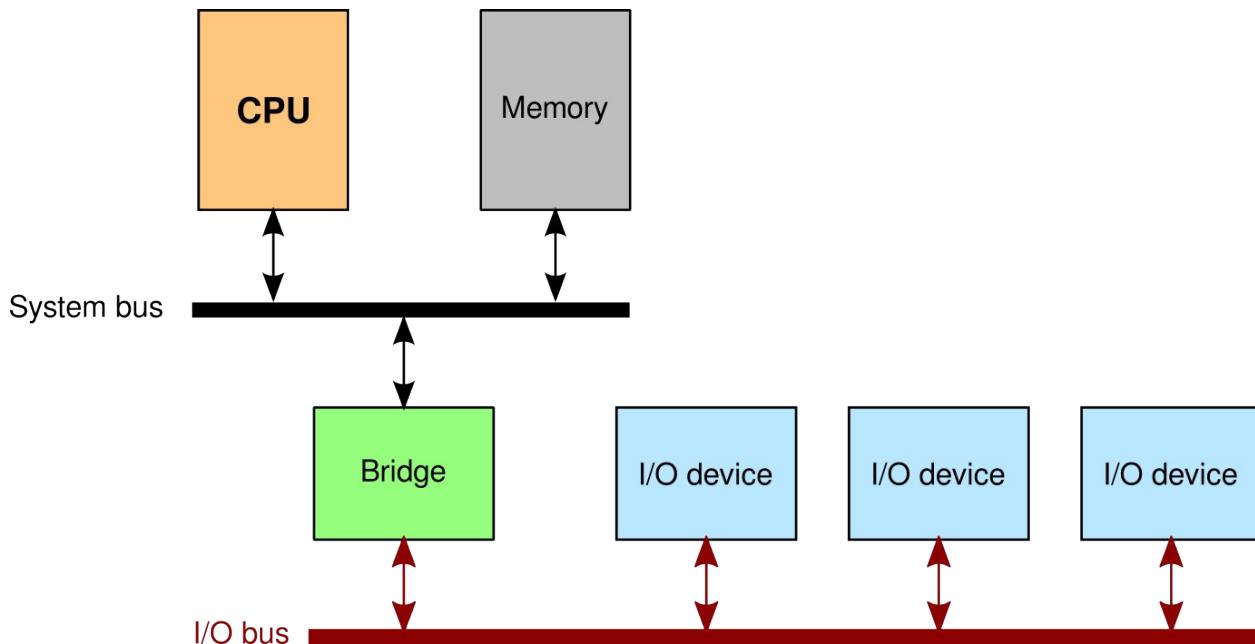 CPU
Memory
System bus
Bridge
I/O device
I/O device
I/O device
I/O bus